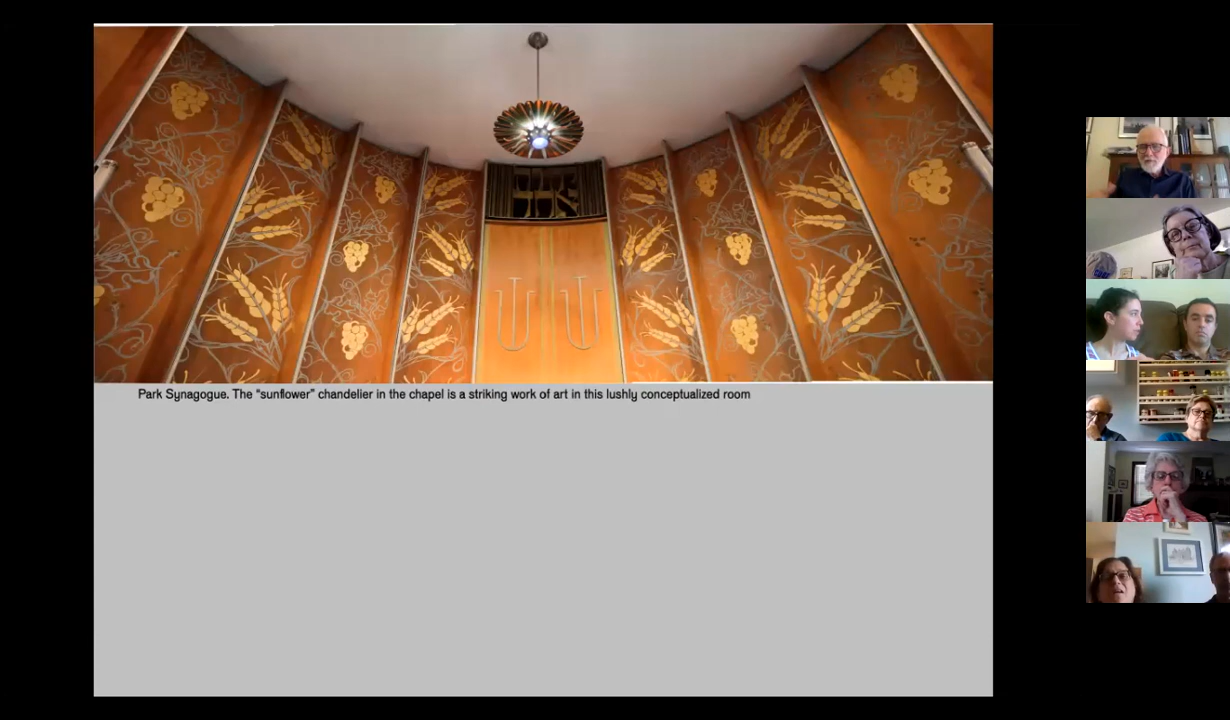 Park Synagogue. The “sunflower” chandelier in the chapel is a striking work of art in this lushly conceptualized room